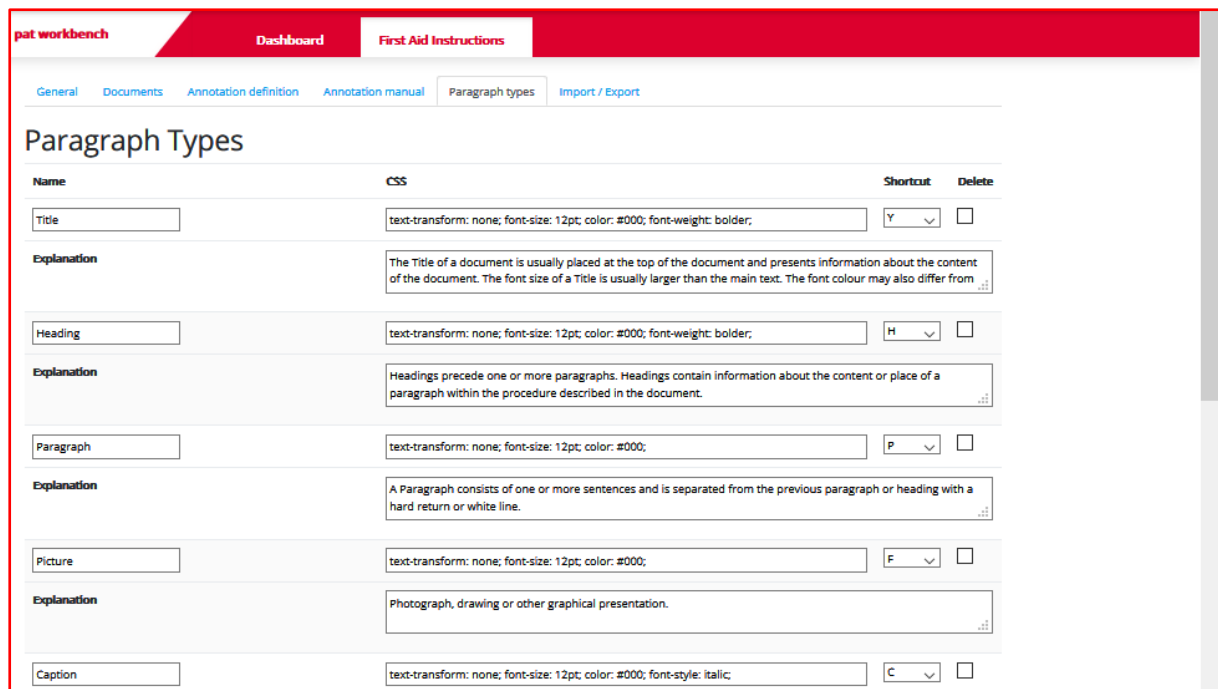 pat workbench
Dashboard
First Aid Instructions
General Documents Annotation definition Annotation manual Paragraph types Import / Export
Paragraph Types
Name CSS Shortcut Delete
Title text-transform: none; font-size: 12pt; color: #000; font-weight: bolder; Y
Explanation
The Title of a document is usually placed at the top of the document and presents information about the content
of the document. The font size of a Title is usually larger than the main text. The font colour may also differ from
Heading text-transform: none; font-size: 12pt; color: #000; font-weight: bolder; H
Explanation
Headings precede one or more paragraphs. Headings contain information about the content or place of a
paragraph within the procedure described in the document.
Paragraph text-transform: none; font-size: 12pt; color: #000; P
Explanation
A Paragraph consists of one or more sentences and is separated from the previous paragraph or heading with a
hard return or white line.
Picture text-transform: none; font-size: 12pt; color: #000; F
Explanation
Photograph, drawing or other graphical presentation.
Caption text-transform: none; font-size: 12pt; color: #000; font-style: italic; C